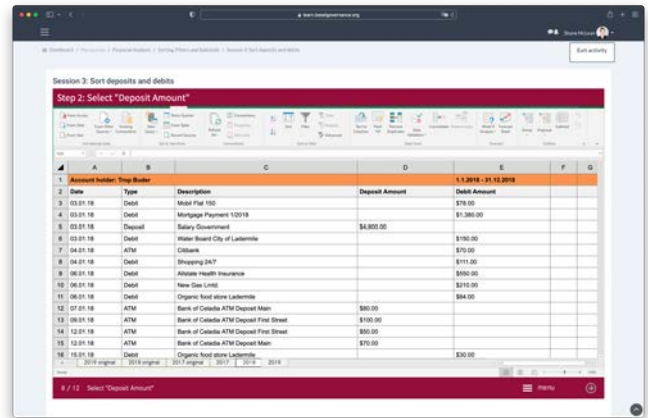 learn.baselgovernance.org
Exit activity
Session 3: Sort deposits and debits
Step 2: Select "Deposit Amount"
A B C D E F G
1 Account holder: Trop Buder 1.1.2018 - 31.12.2018
2 Date Type Description Deposit Amount Debit Amount
3 03.01.18 Debit Mobil Flat 150 $78.00
4 03.01.18 Debit Mortgage Payment 1/2018 $1,380.00
5 03.01.18 Deposit Salary Government $4,800.00
6 03.01.18 Debit Water Board City of Ladermile $150.00
7 04.01.18 ATM Citibank $70.00
8 04.01.18 Debit Shopping 24/7 $111.00
9 06.01.18 Debit Allstate Health Insurance $550.00
10 06.01.18 Debit New Gas Lmtd. $210.00
11 06.01.18 Debit Organic food store Ladermile $84.00
12 07.01.18 ATM Bank of Celadia ATM Deposit Main $80.00
13 09.01.18 ATM Bank of Celadia ATM Deposit First Street $100.00
14 12.01.18 ATM Bank of Celadia ATM Deposit First Street $50.00
15 12.01.18 ATM Bank of Celadia ATM Deposit Main $70.00
16 15.01.18 Debit Organic food store Ladermile $30.00
2019 original 2018 original 2017 original 2017 2018 2019
8 / 12 Select "Deposit Amount" menu